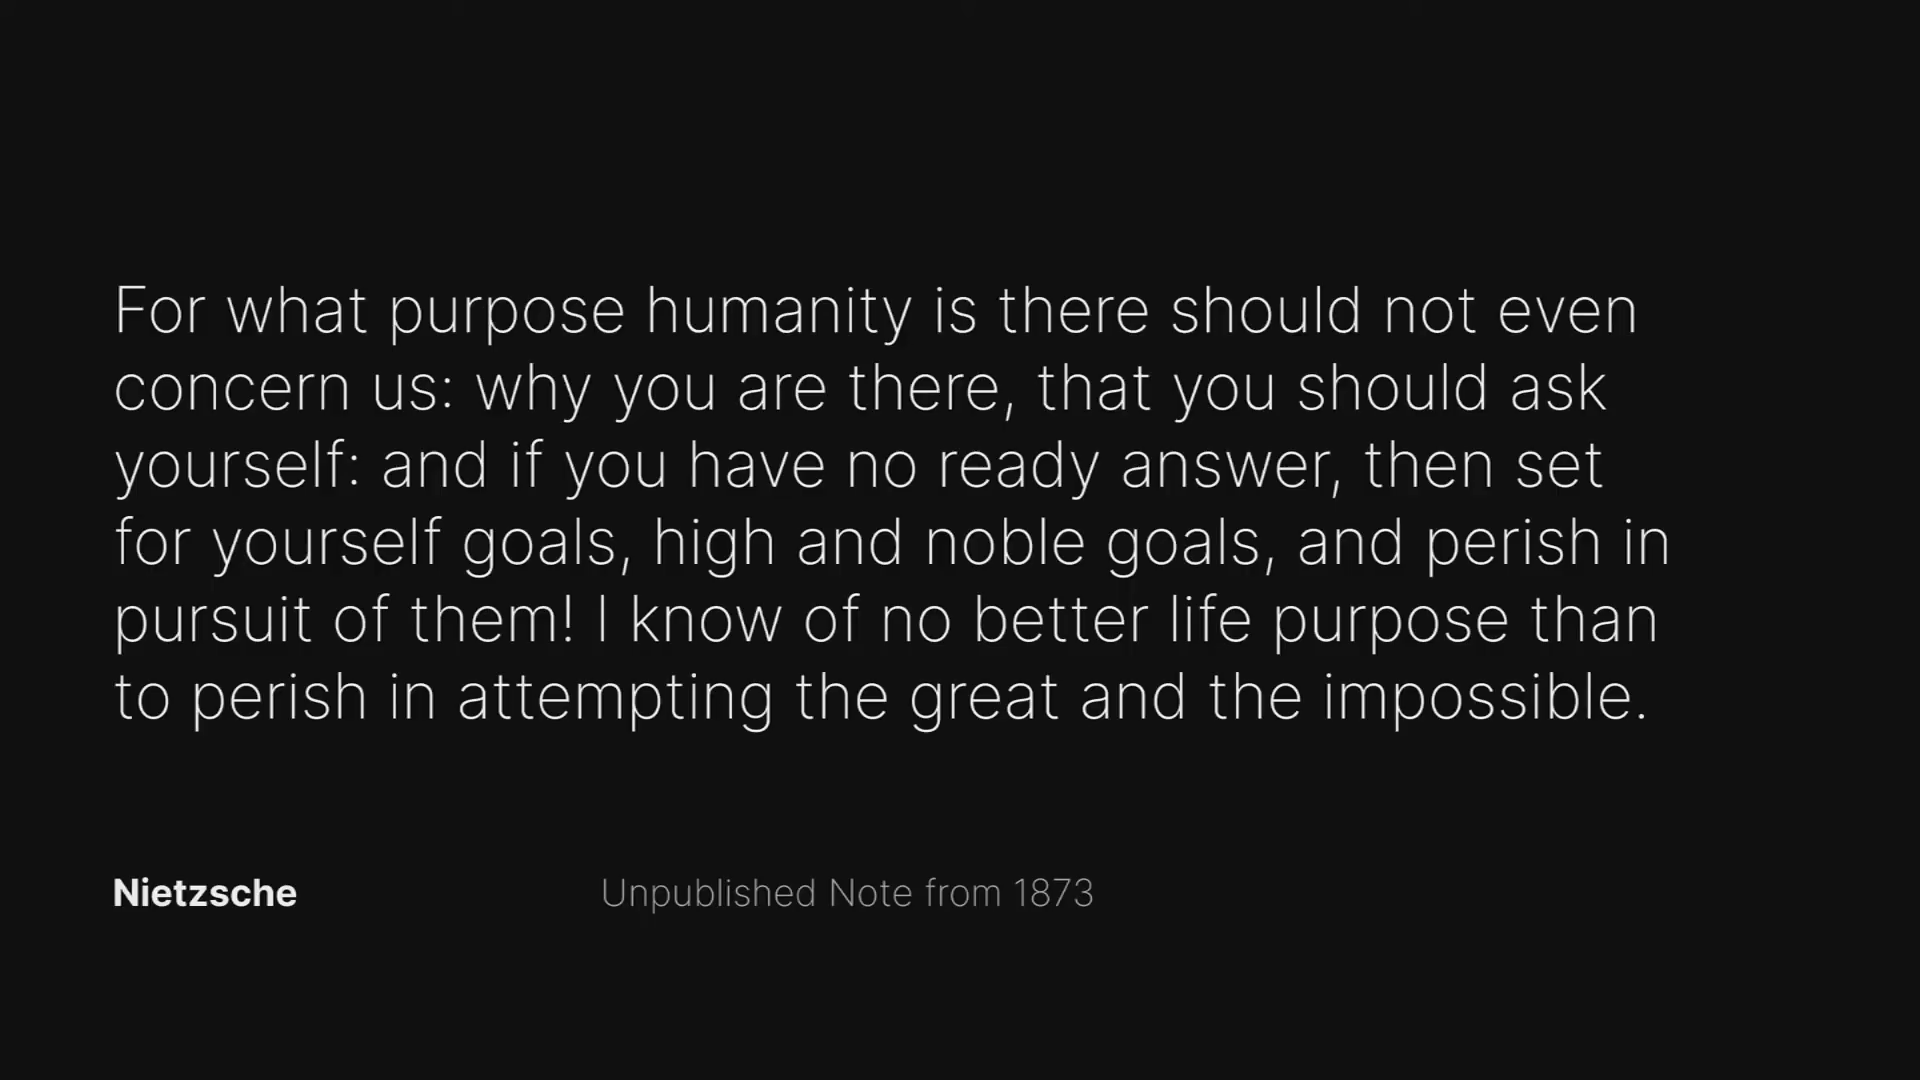 For what purpose humanity is there should not even
concern us: why you are there, that you should ask
yourself: and if you have no ready answer, then set
for yourself goals, high and noble goals, and perish in
pursuit of them! I know of no better life purpose than
to perish in attempting the great and the impossible.
Nietzsche Unpublished Note from 1873